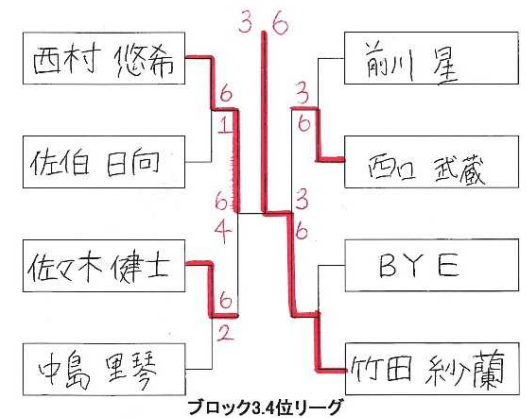 3 6
西村 悠希
前川 星
6
1
3
6
佐伯 日向
西口 武蔵
6
4
3
6
佐々木 健士
BYE
6
2
中島 里琴
竹田 紗蘭
ブロック3.4位リーグ